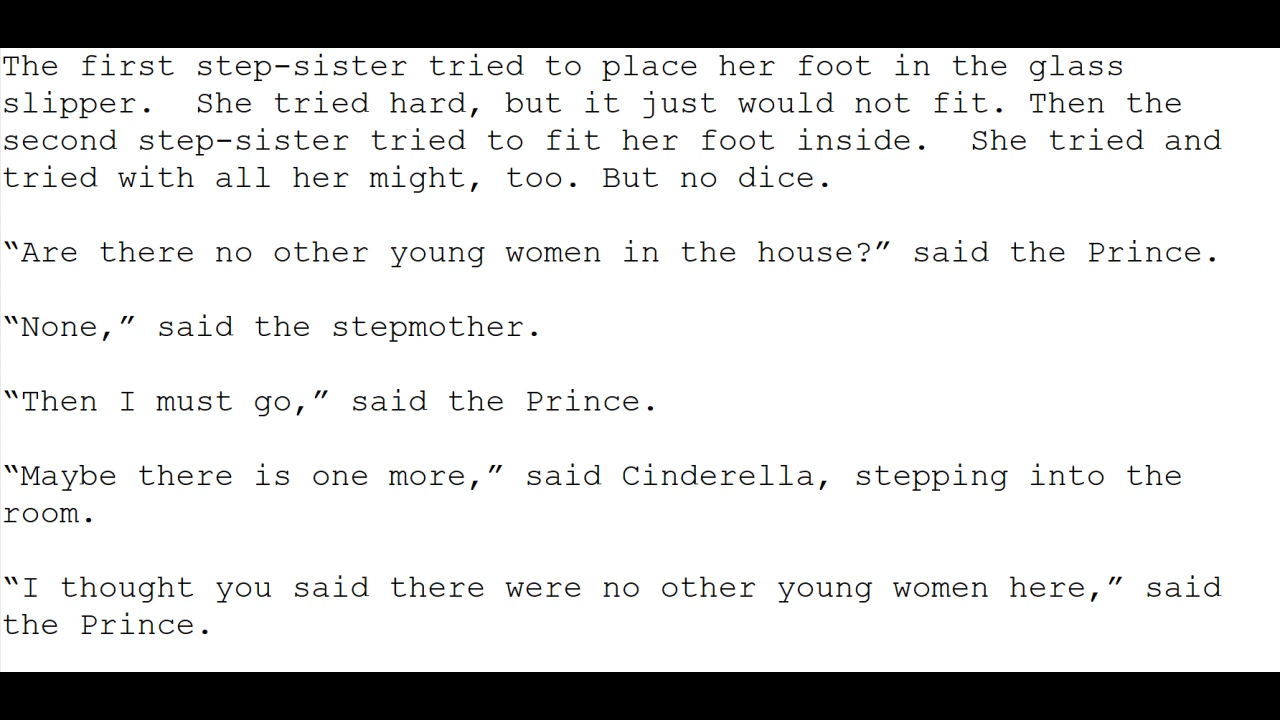 The first step-sister tried to place her foot in the glass
slipper.  She tried hard, but it just would not fit. Then the
second step-sister tried to fit her foot inside.  She tried and
tried with all her might, too. But no dice.
“Are there no other young women in the house?” said the Prince.
“None,” said the stepmother.
“Then I must go,” said the Prince.
“Maybe there is one more,” said Cinderella, stepping into the
room.
“I thought you said there were no other young women here,” said
the Prince.